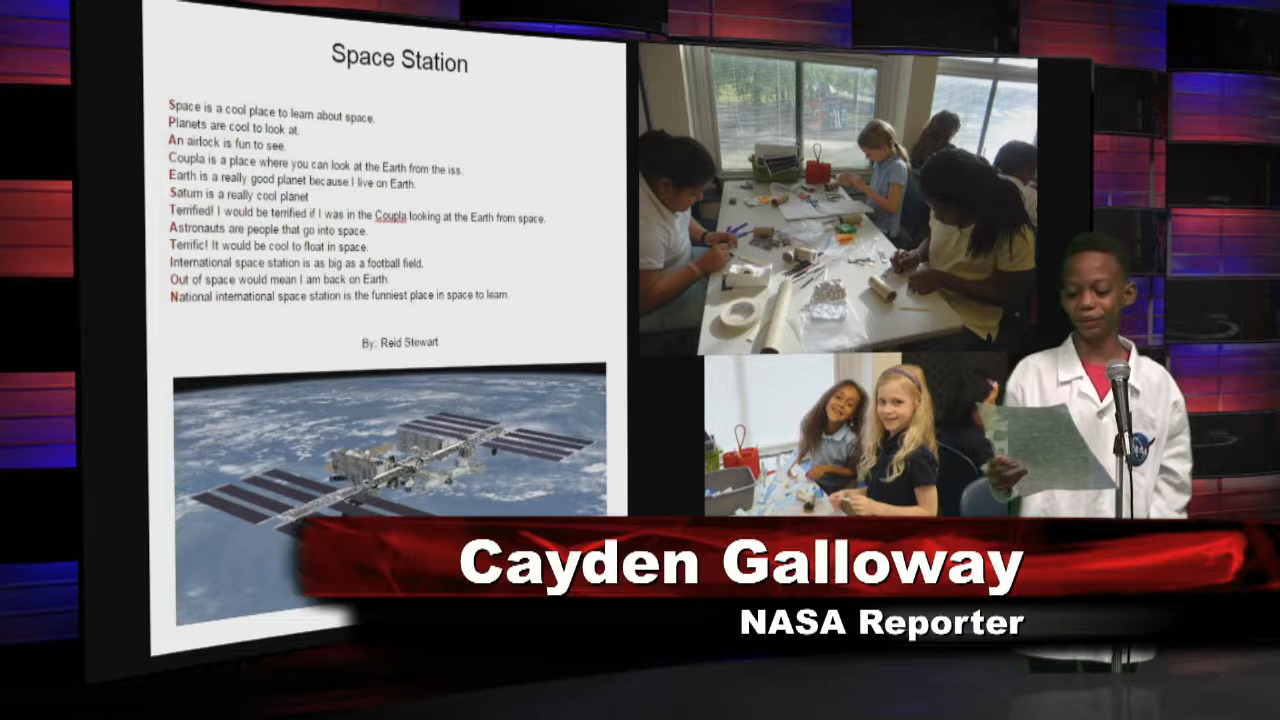 Space Station
Space is a cool place to learn about space.
Planets are cool to look at.
An airlock is fun to see.
Coupla is a place where you can look at the Earth from the iss.
Earth is a really good planet because I live on Earth.
Saturn is a really cool planet
Terrified! I would be terrified if I was in the Coupla looking at the Earth from space.
Astronauts are people that go into space.
Terrific! It would be cool to float in space.
International space station is as big as a football field.
Out of space would mean I am back on Earth.
National international space station is the funniest place in space to learn.
By: Reid Stewart
Cayden Galloway
NASA Reporter